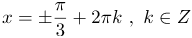 x = ±π/3 + 2πk , k ∈ Z